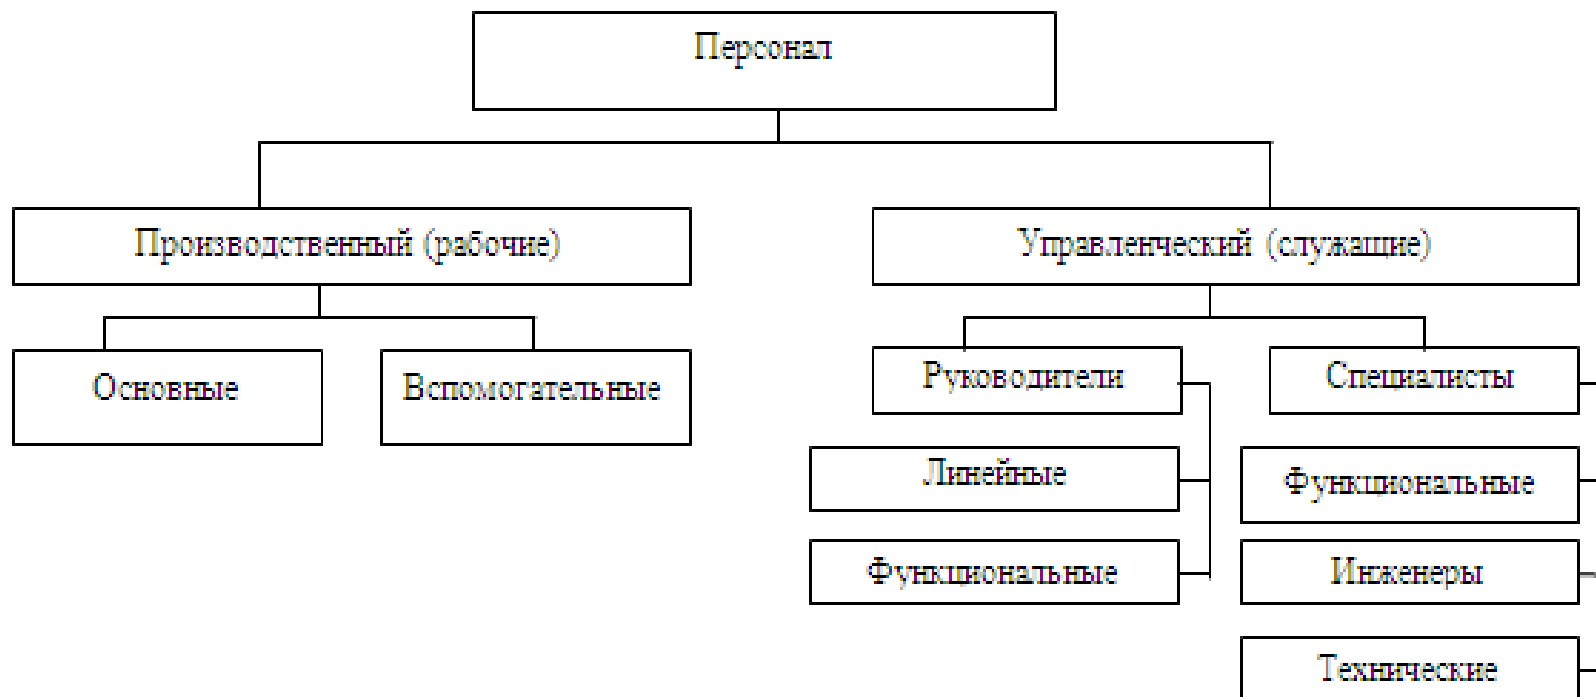 Персонал
Производственный (рабочие)
Управленческий (служащие)
Основные
Вспомогательные
Руководители
Специалисты
Линейные
Функциональные
Функциональные
Инженеры
Технические